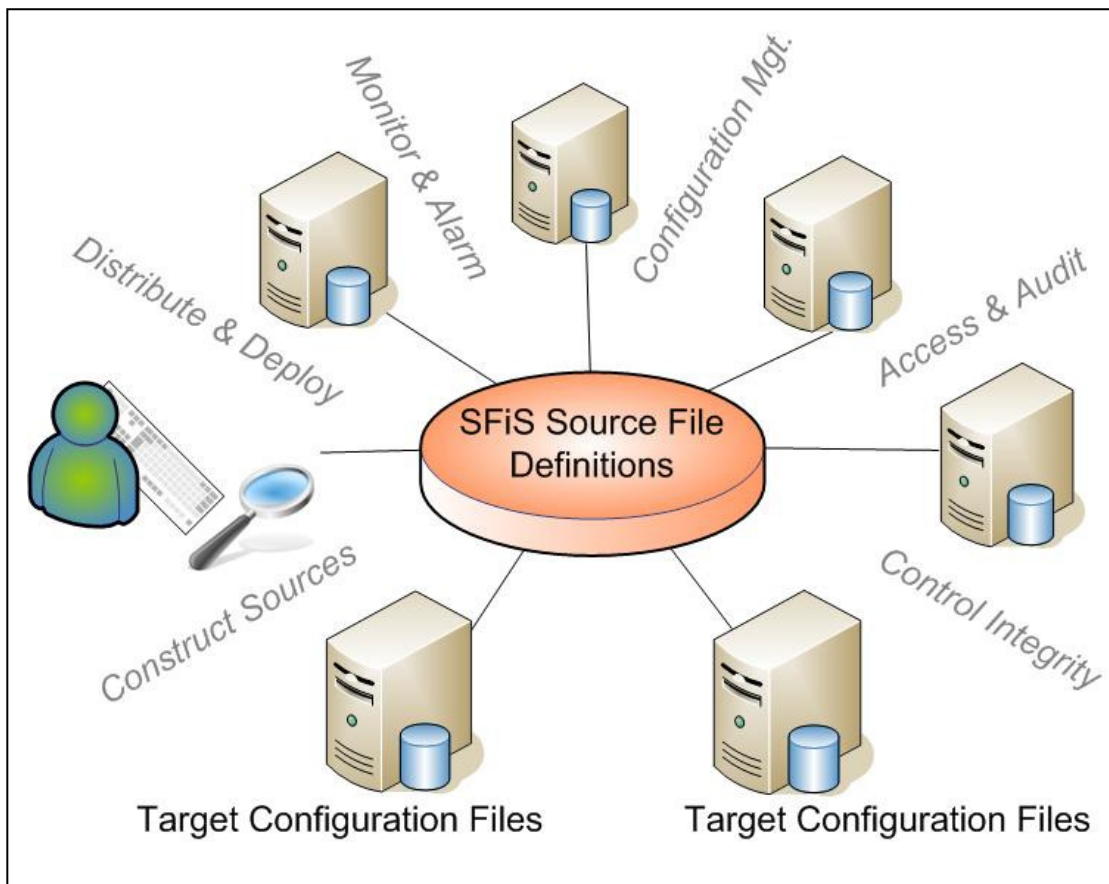 Configuration Mgt.
Monitor & Alarm
Distribute & Deploy
Access & Audit
SFiS Source File
Definitions
Construct Sources
Control Integrity
Target Configuration Files
Target Configuration Files